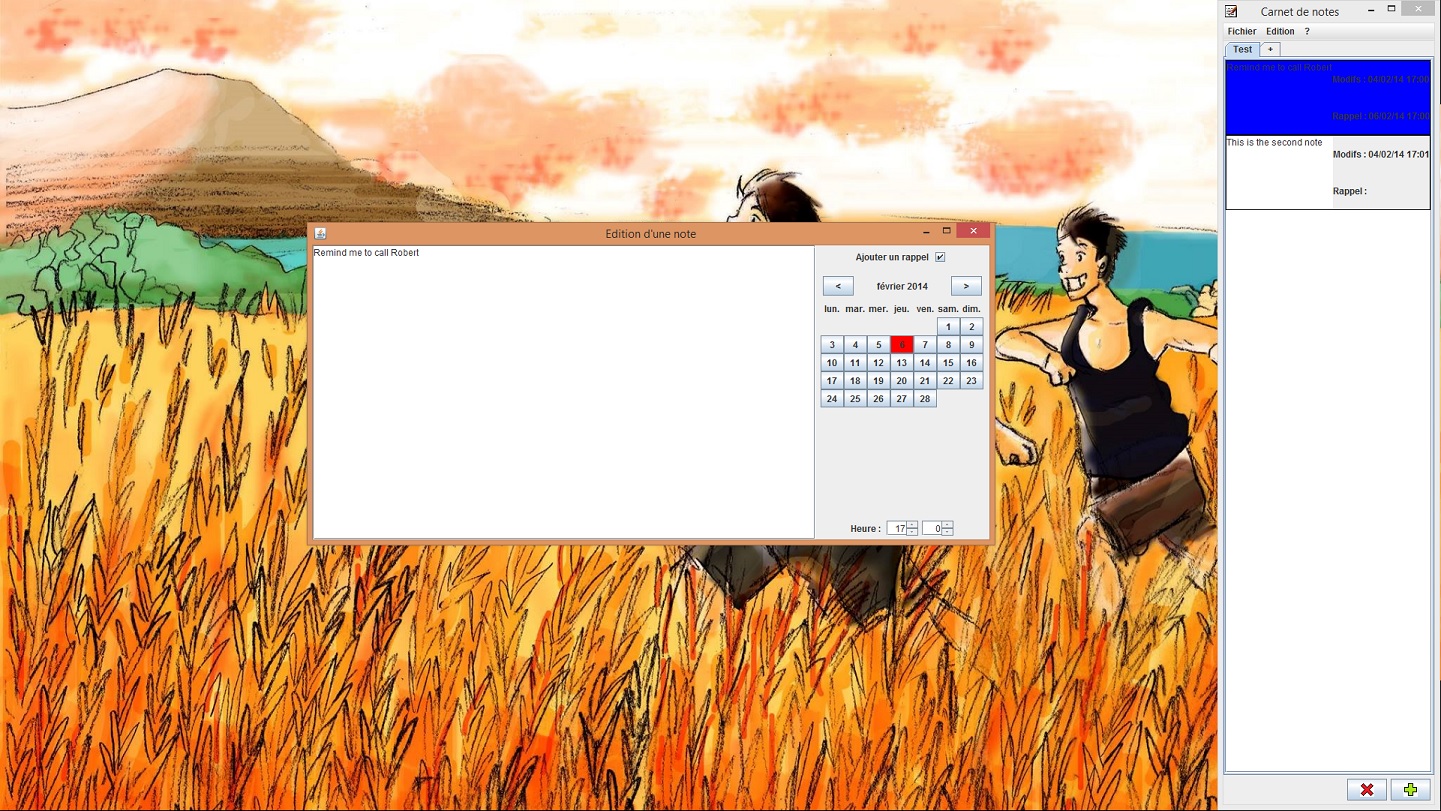 Carnet de notes
Fichier Edition ?
Test +
Remind me to call Robert
Modifs : 04/02/14 17:00
Rappel : 06/02/14 17:00
This is the second note
Modifs : 04/02/14 17:01
Rappel :
Edition d'une note
Remind me to call Robert
Ajouter un rappel
< février 2014 >
lun. mar. mer. jeu. ven. sam. dim.
1 2
3 4 5 6 7 8 9
10 11 12 13 14 15 16
17 18 19 20 21 22 23
24 25 26 27 28
Heure : 17 0